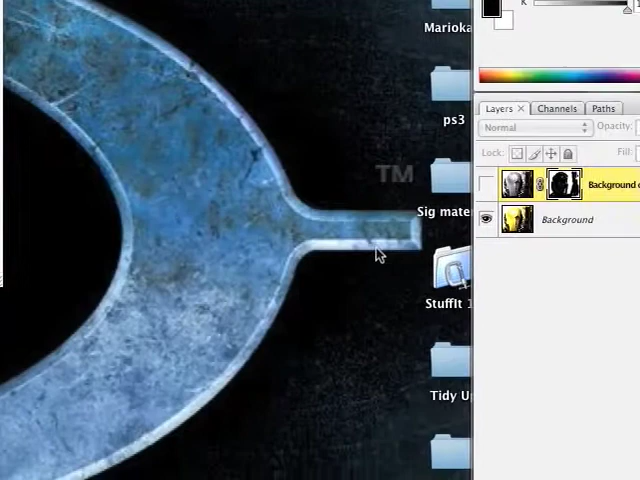 K
Marioka
Layers × Channels Paths
ps3
Normal Opacity:
Lock: Fill:
TM
Background
Sig mate
Background
StuffIt
Tidy U